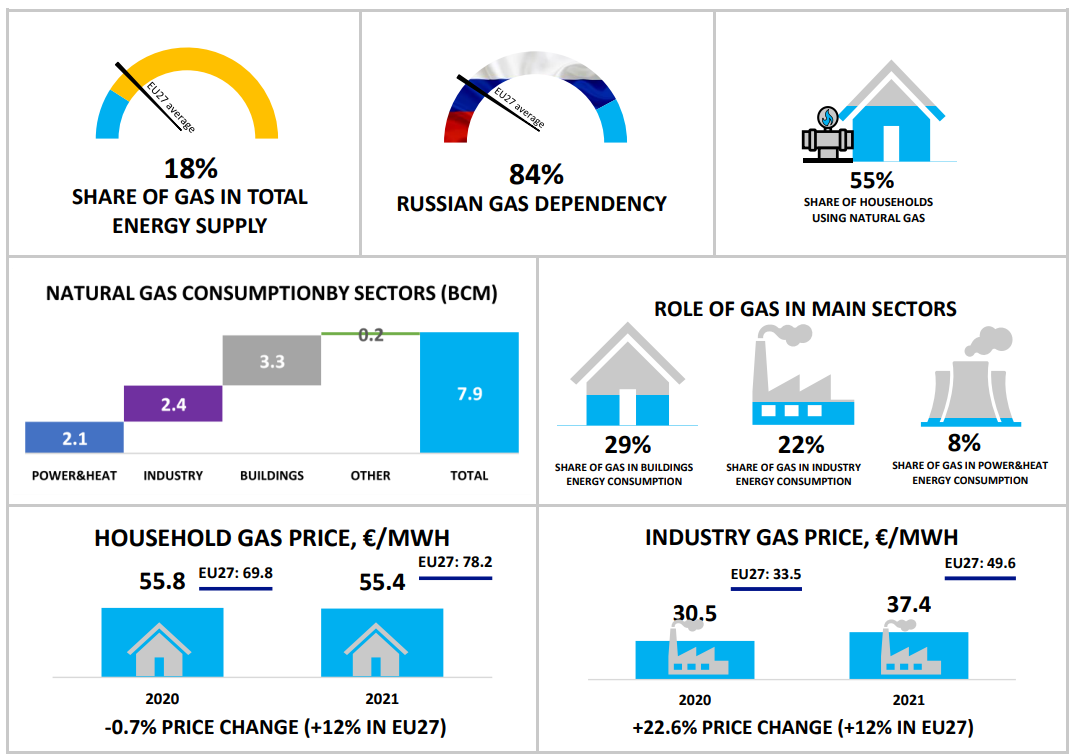 EU27 average
18%
SHARE OF GAS IN TOTAL
ENERGY SUPPLY
EU27 average
84%
RUSSIAN GAS DEPENDENCY
55%
SHARE OF HOUSEHOLDS
USING NATURAL GAS
NATURAL GAS CONSUMPTIONBY SECTORS (BCM)
2.1
2.4
3.3
0.2
7.9
POWER&HEAT
INDUSTRY
BUILDINGS
OTHER
TOTAL
ROLE OF GAS IN MAIN SECTORS
29%
SHARE OF GAS IN BUILDINGS
ENERGY CONSUMPTION
22%
SHARE OF GAS IN INDUSTRY
ENERGY CONSUMPTION
8%
SHARE OF GAS IN POWER&HEAT
ENERGY CONSUMPTION
HOUSEHOLD GAS PRICE, €/MWH
55.8
EU27: 69.8
55.4
EU27: 78.2
2020
2021
-0.7% PRICE CHANGE (+12% IN EU27)
INDUSTRY GAS PRICE, €/MWH
30.5
EU27: 33.5
37.4
EU27: 49.6
2020
2021
+22.6% PRICE CHANGE (+12% IN EU27)